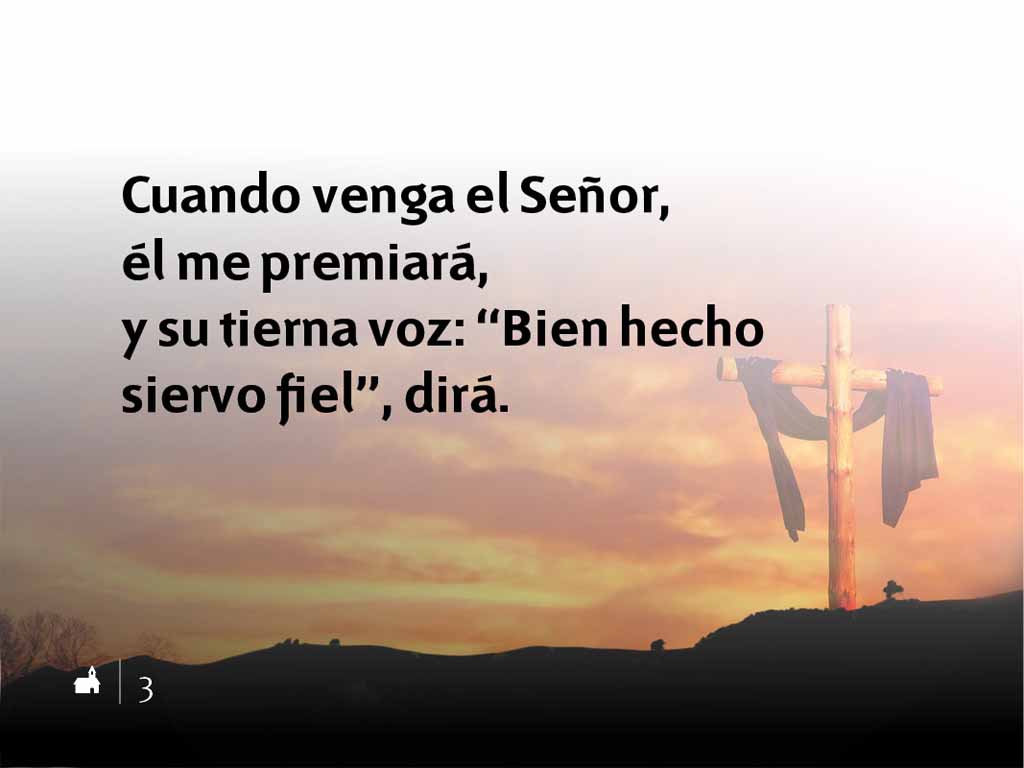 Cuando venga el Señor,
él me premiará,
y su tierna voz: “Bien hecho
siervo fiel”, dirá.
3